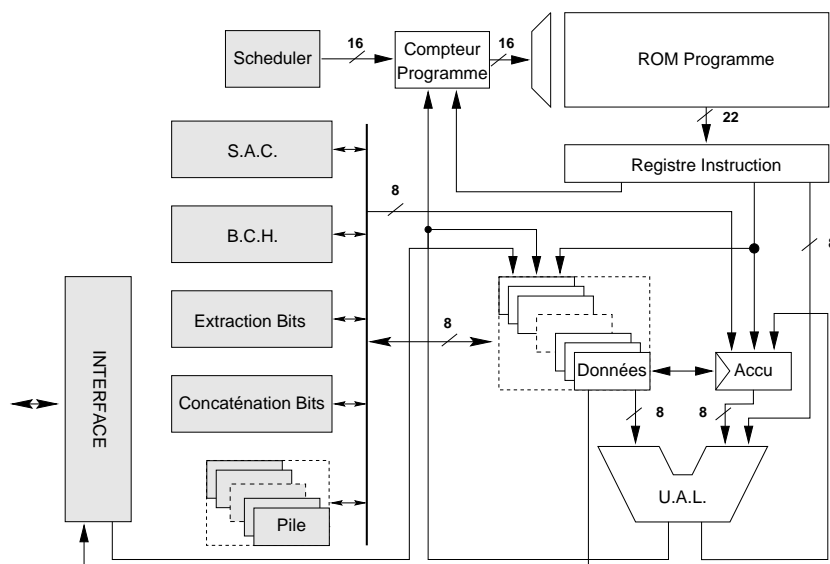 16
16
Scheduler
Compteur
Programme
ROM Programme
22
S.A.C.
Registre Instruction
8
8
B.C.H.
Extraction Bits
8
INTERFACE
Données
Accu
Concaténation Bits
8
8
U.A.L.
Pile